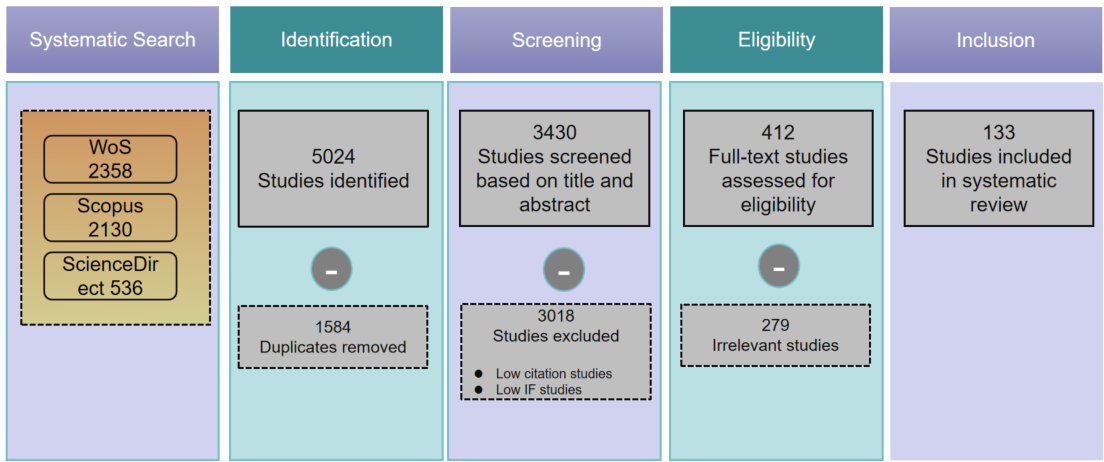 Systematic Search
Identification
Screening
Eligibility
Inclusion
WoS
2358
Scopus
2130
ScienceDir
ect 536
5024
Studies identified
-
1584
Duplicates removed
3430
Studies screened
based on title and
abstract
-
3018
Studies excluded
● Low citation studies
● Low IF studies
412
Full-text studies
assessed for
eligibility
-
279
Irrelevant studies
133
Studies included
in systematic
review